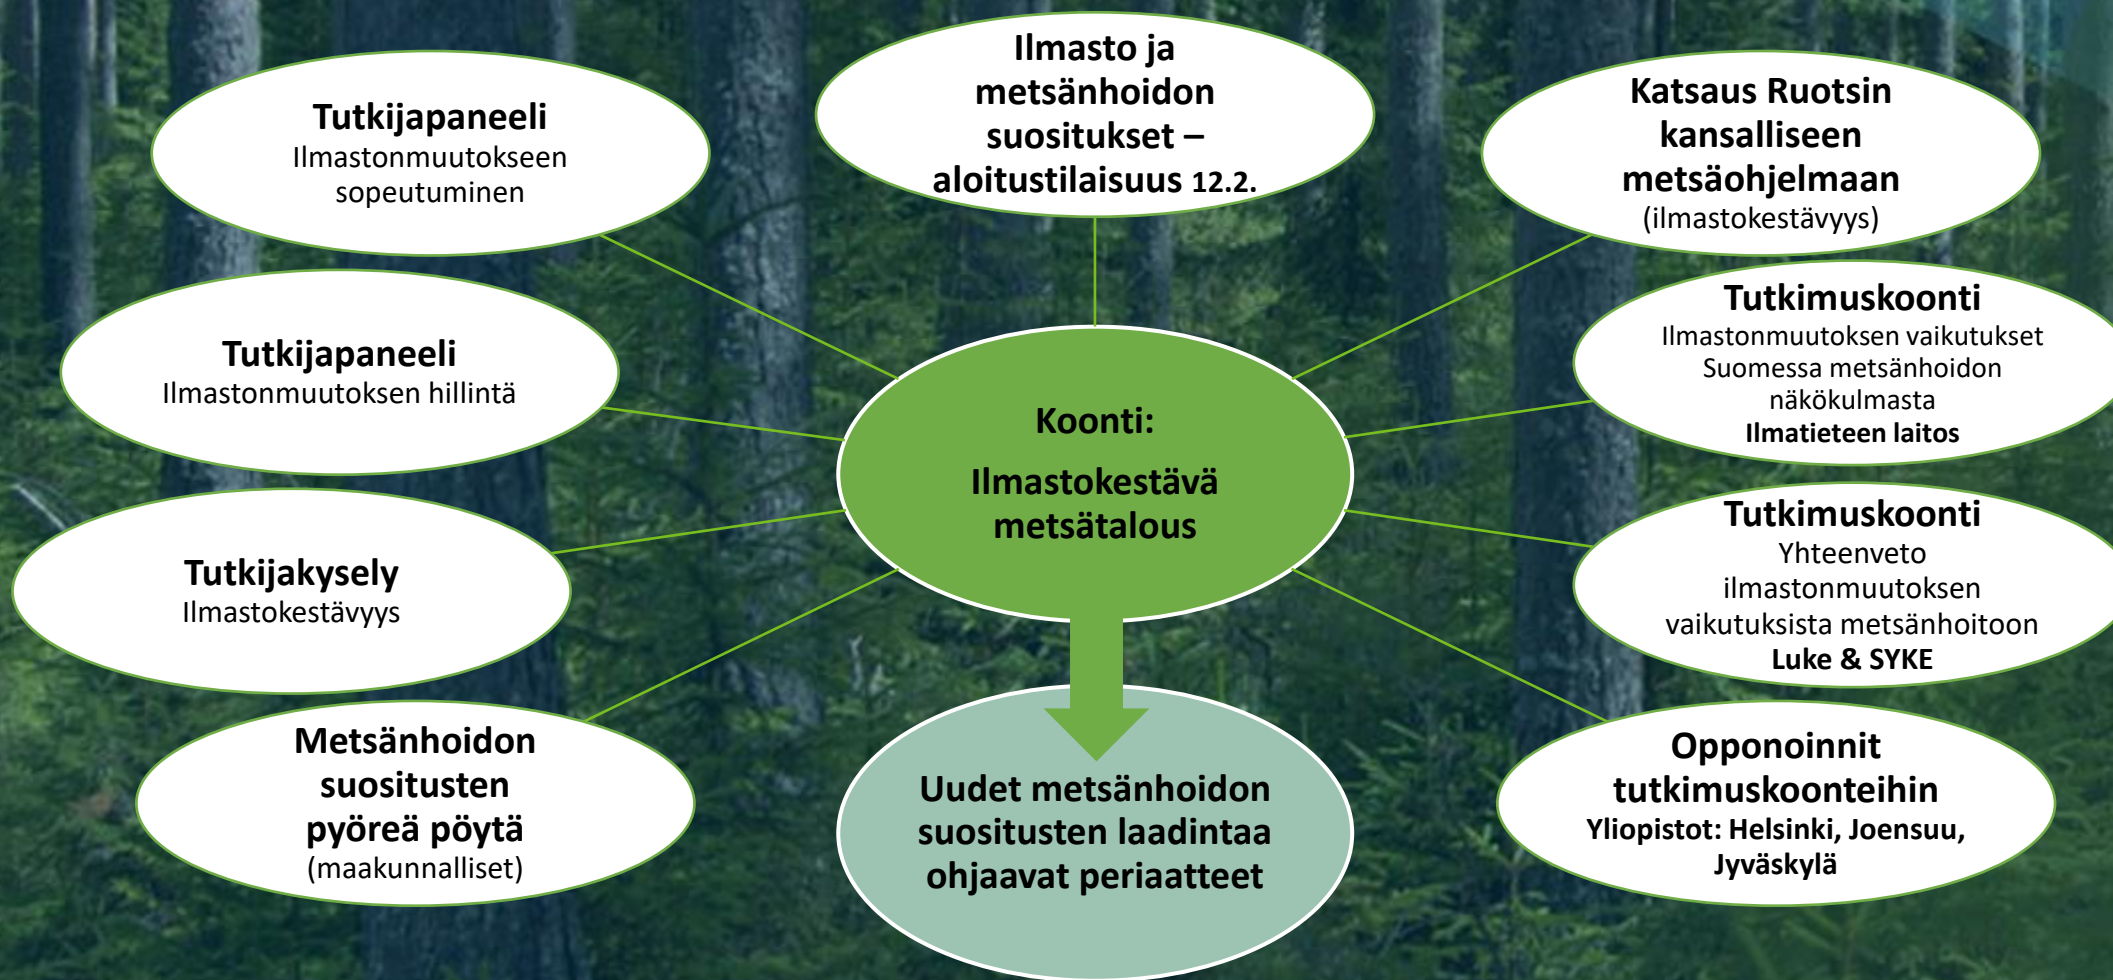 Ilmasto ja
metsänhoidon
suositukset –
aloitustilaisuus 12.2.
Tutkijapaneeli
Ilmastonmuutokseen
sopeutuminen
Katsaus Ruotsin
kansalliseen
metsäohjelmaan
(ilmastokestävyys)
Tutkijapaneeli
Ilmastonmuutoksen hillintä
Tutkimuskoonti
Ilmastonmuutoksen vaikutukset
Suomessa metsänhoidon
näkökulmasta
Ilmatieteen laitos
Koonti:
Ilmastokestävä
metsätalous
Tutkijakysely
Ilmastokestävyys
Tutkimuskoonti
Yhteenveto
ilmastonmuutoksen
vaikutuksista metsänhoitoon
Luke & SYKE
Metsänhoidon
suositusten
pyöreä pöytä
(maakunnalliset)
Uudet metsänhoidon
suositusten laadintaa
ohjaavat periaatteet
Opponoinnit
tutkimuskoonteihin
Yliopistot: Helsinki, Joensuu,
Jyväskylä